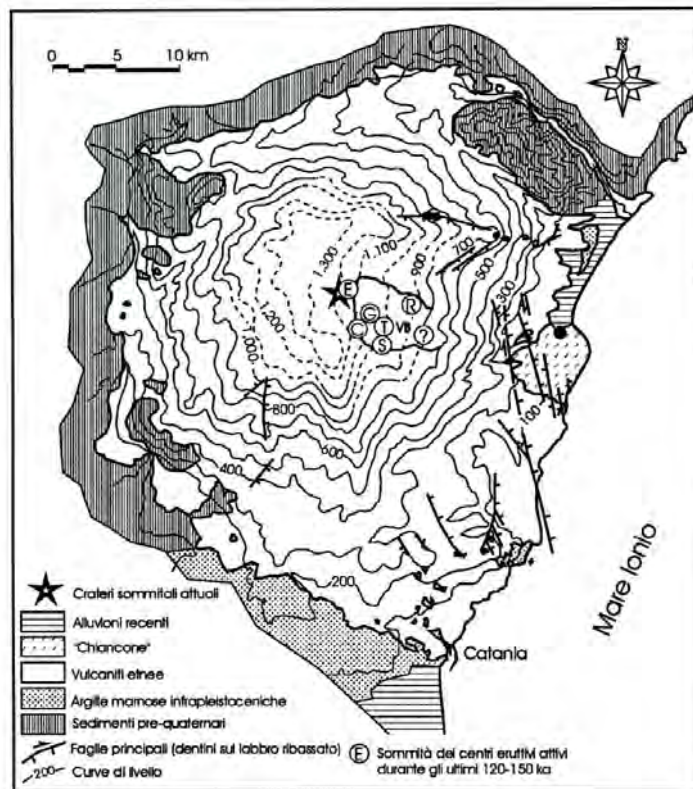 0 5 10 km
N
700
1.100
900
500
300
1.300
E
R
G
1.200
C
T
VB
?
1.000
S
800
100
600
400
200
Mare Ionio
Catania
Crateri sommitali attuali
Alluvioni recenti
"Chiancone"
Vulcaniti etnee
Argille marnose infrapleistoceniche
Sedimenti pre-quaternari
Faglie principali (dentini sul labbro ribassato)
200 Curve di livello
E Sommità dei centri eruttivi attivi
durante gli ultimi 120-150 ka